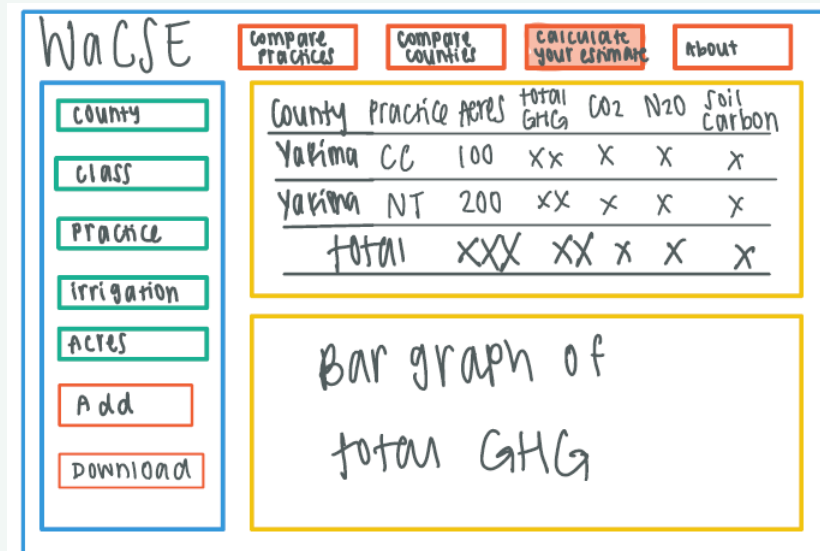 WaCSE
compare practices
compare counties
calculate your estimate
About
county
class
practice
irrigation
Acres
Add
Download
County Practice Acres total GHG CO2 N2O soil carbon
Yakima CC 100 XX X X X
Yakima NT 200 XX X X X
total XXX XX X X X
Bar graph of
total GHG